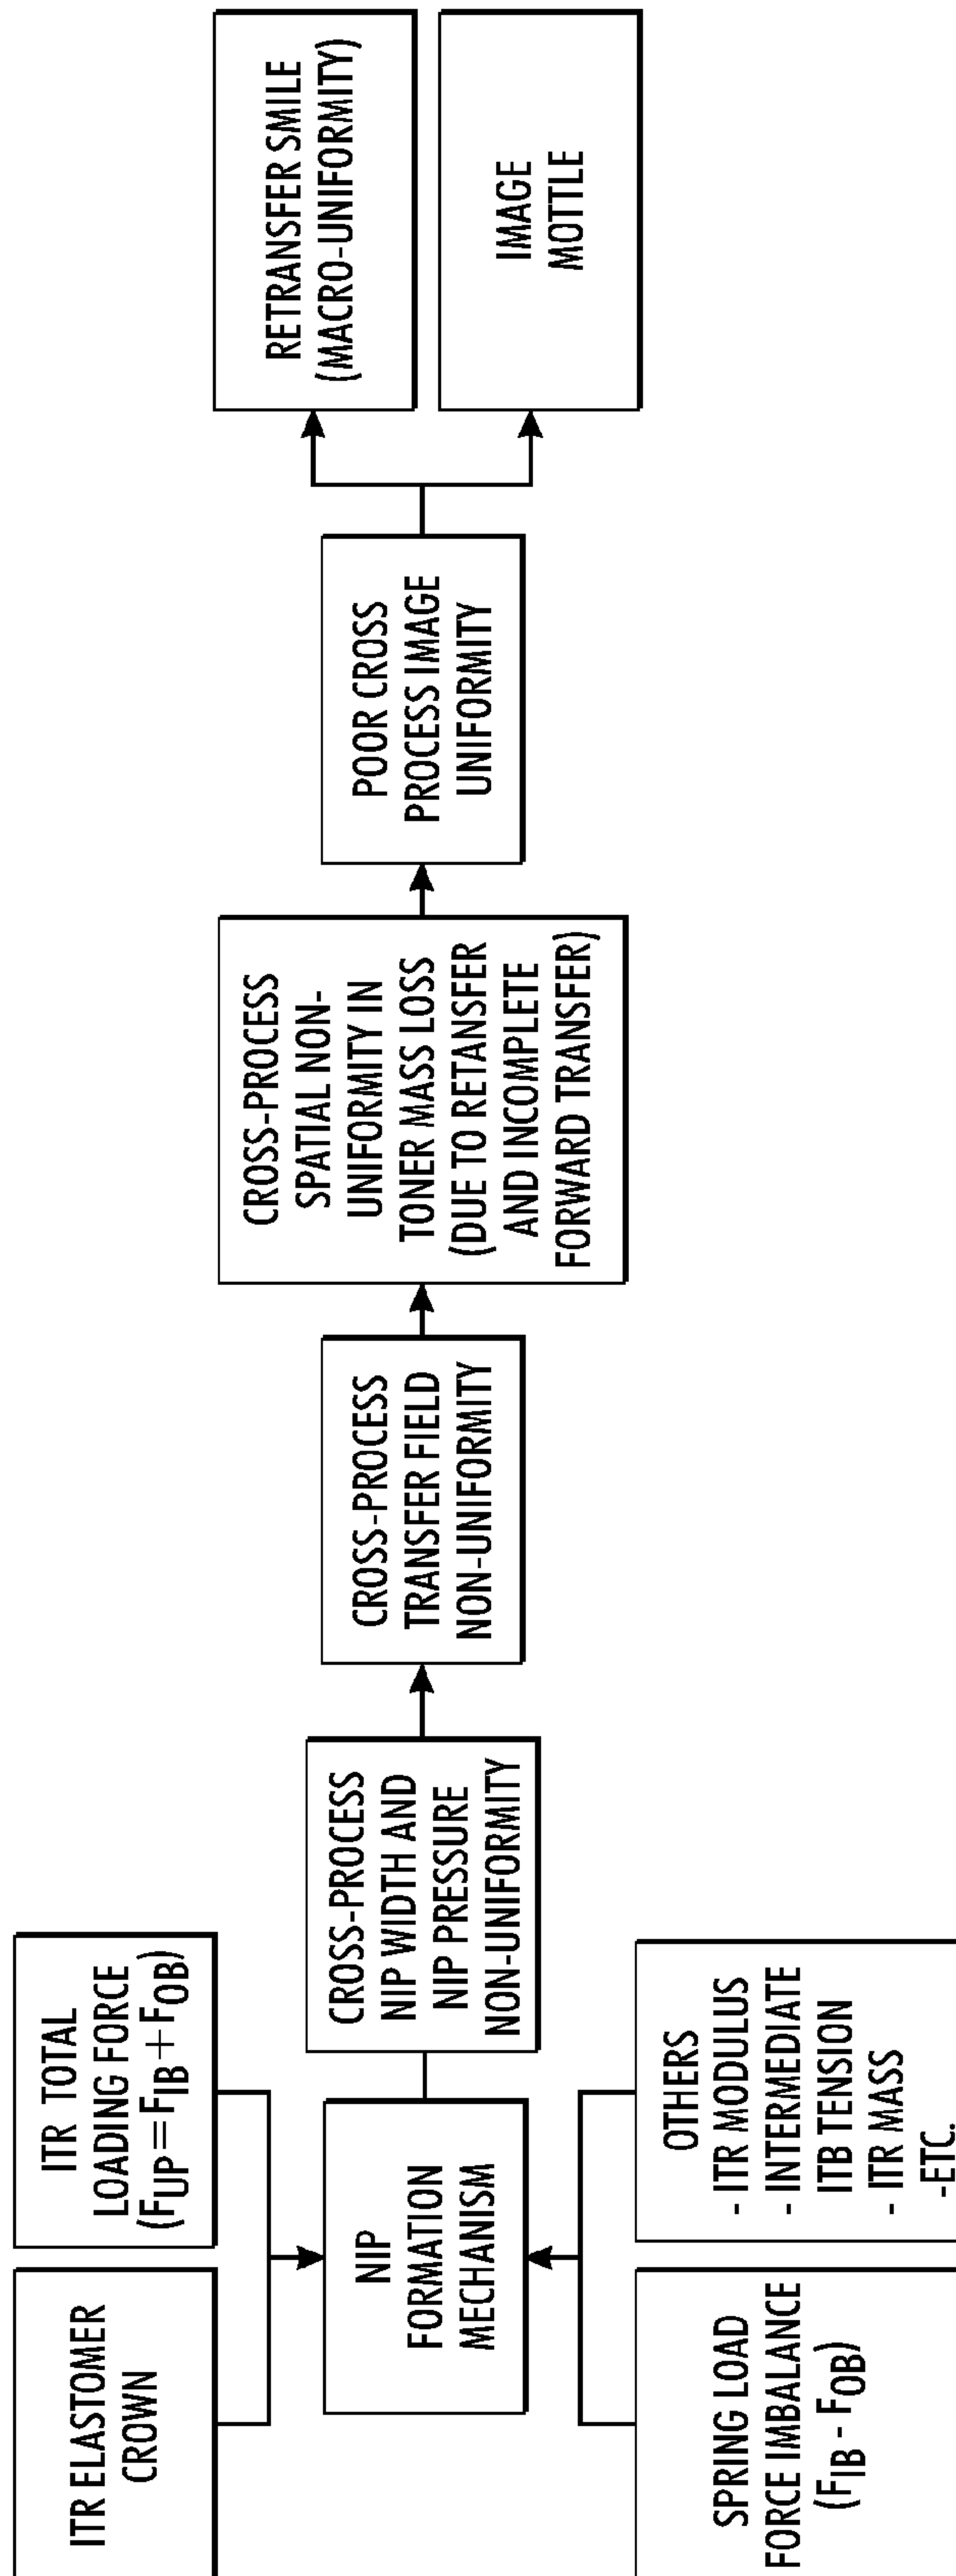 ITR ELASTOMER
CROWN
ITR TOTAL
LOADING FORCE
(FUP=FIB+FOB)
SPRING LOAD
FORCE IMBALANCE
(FIB - FOB)
OTHERS
- ITR MODULUS
- INTERMEDIATE
ITB TENSION
- ITR MASS
-ETC.
NIP
FORMATION
MECHANISM
CROSS-PROCESS
NIP WIDTH AND
NIP PRESSURE
NON-UNIFORMITY
CROSS-PROCESS
TRANSFER FIELD
NON-UNIFORMITY
CROSS-PROCESS
SPATIAL NON-
UNIFORMITY IN
TONER MASS LOSS
(DUE TO RETANSFER
AND INCOMPLETE
FORWARD TRANSFER)
POOR CROSS
PROCESS IMAGE
UNIFORMITY
RETRANSFER SMILE
(MACRO-UNIFORMITY)
IMAGE
MOTTLE